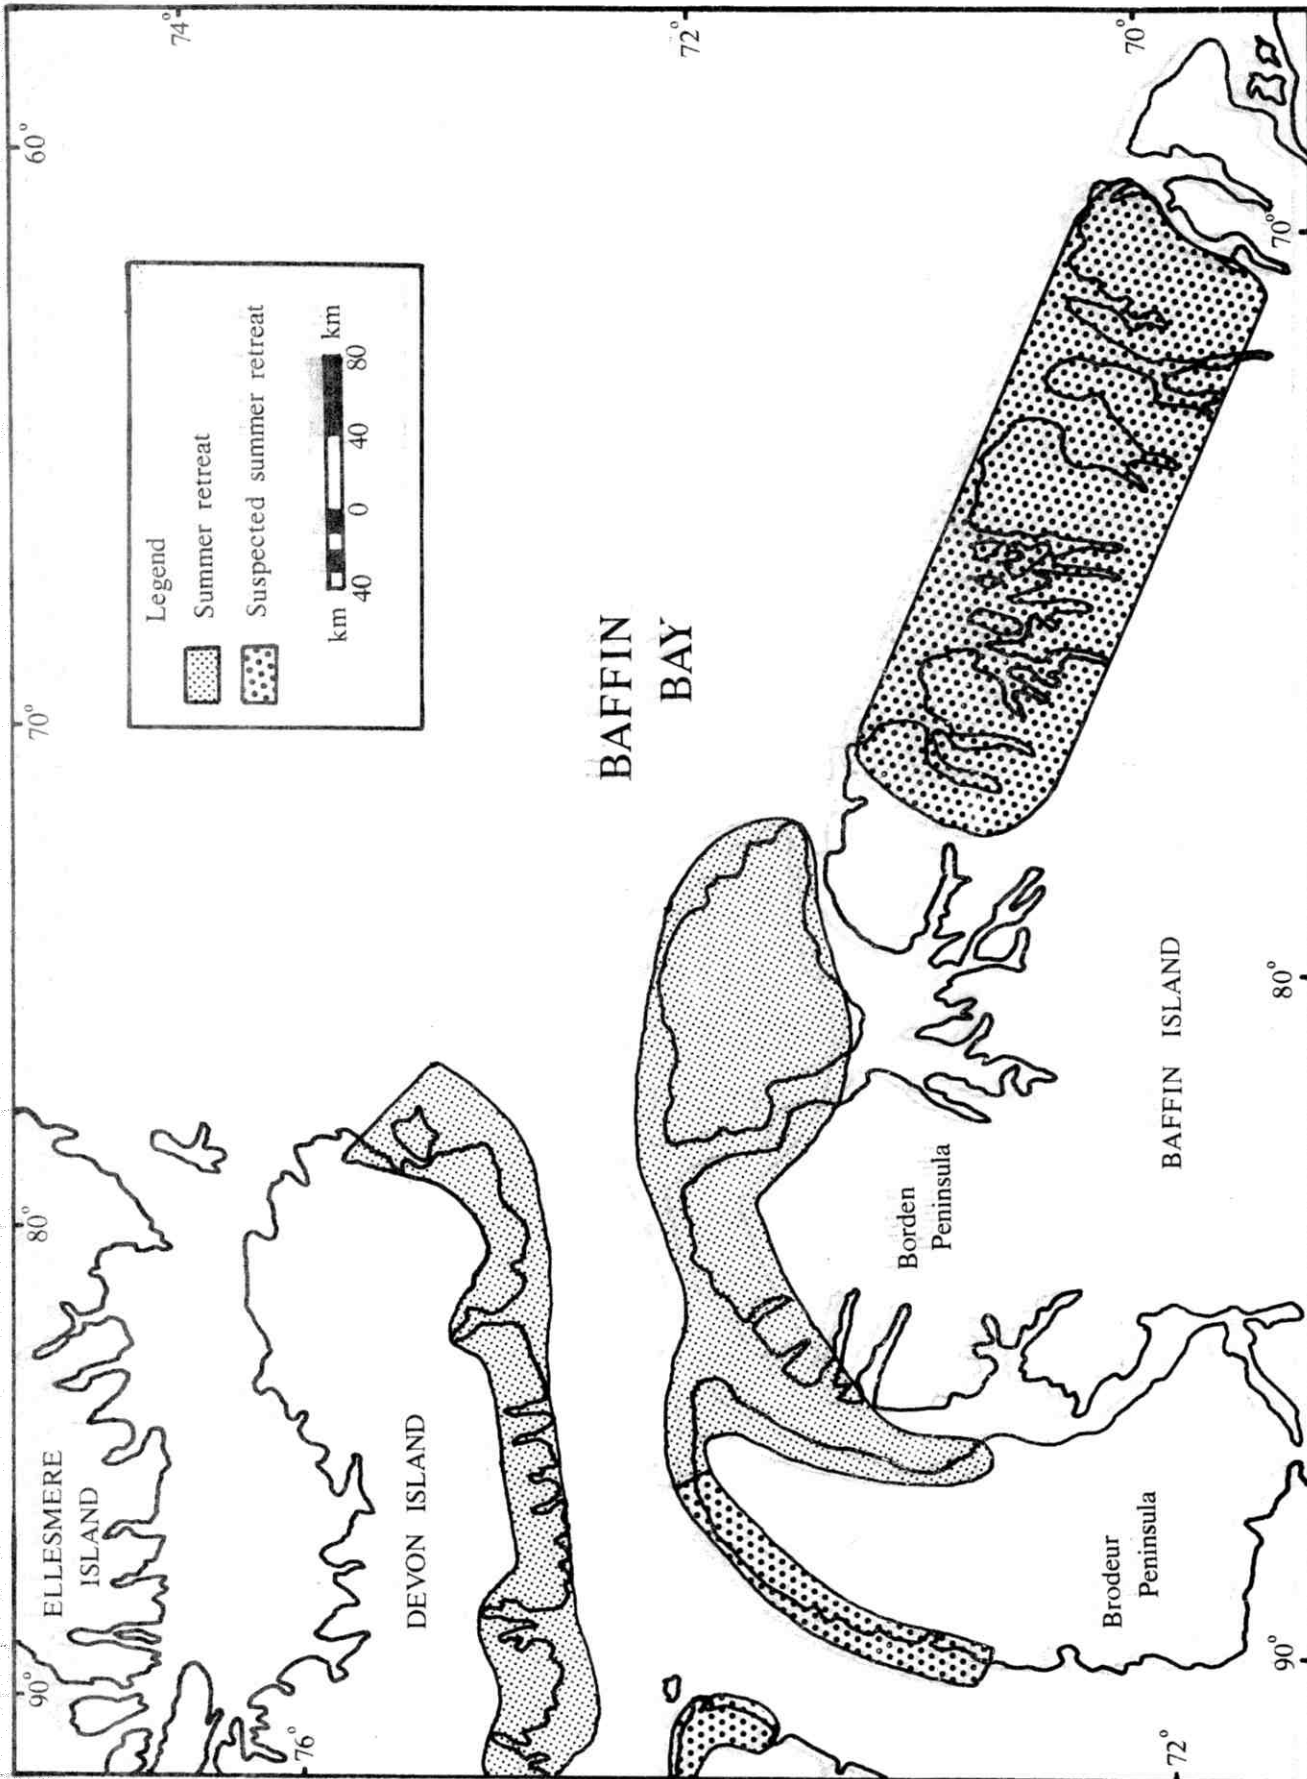 60°
70°
80°
90°
74°
72°
70°
70°
80°
90°
76°
72°
Legend
Summer retreat
Suspected summer retreat
km 40 0 40 80 km
BAFFIN
BAY
ELLESMERE
ISLAND
DEVON ISLAND
Borden
Peninsula
BAFFIN ISLAND
Brodeur
Peninsula